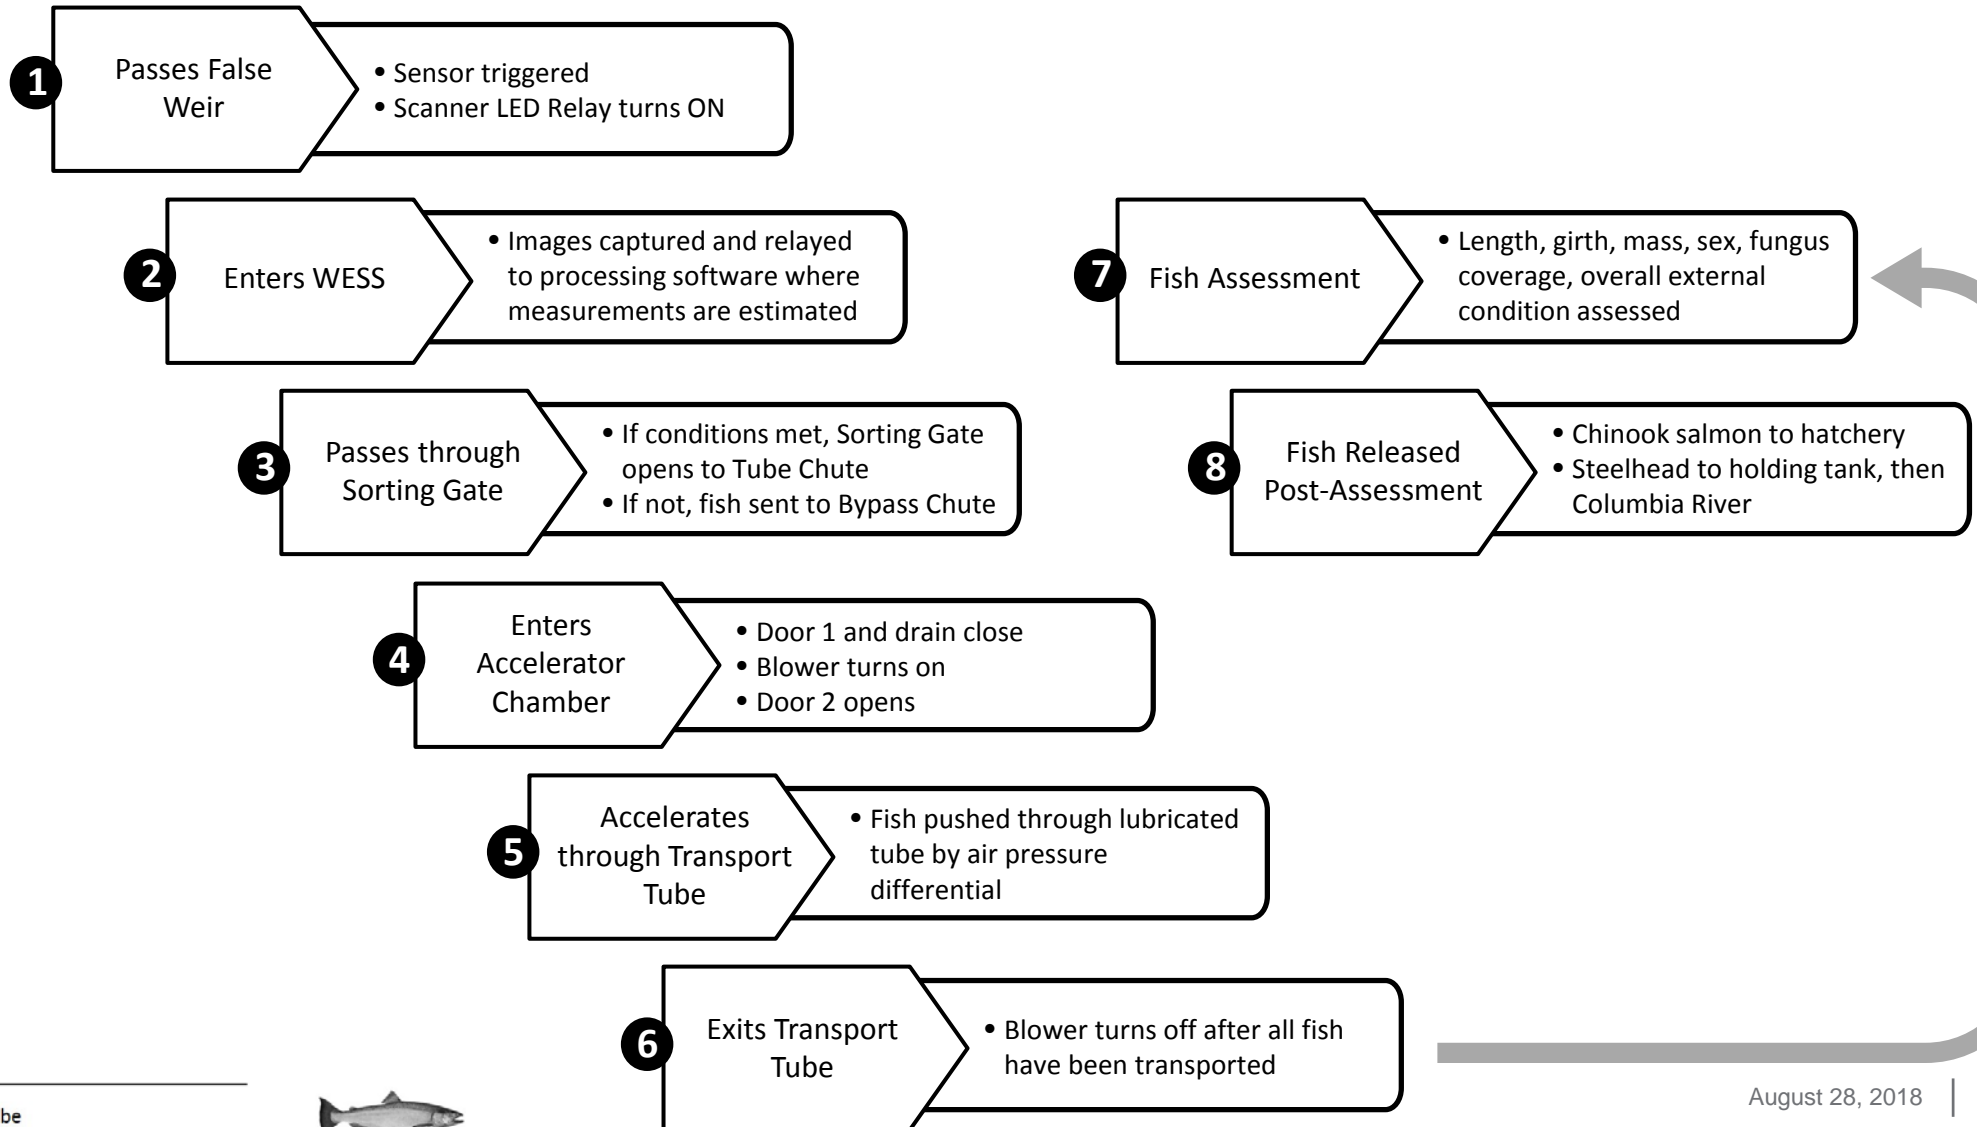 1
Passes False
Weir
• Sensor triggered
• Scanner LED Relay turns ON
2
Enters WESS
• Images captured and relayed
to processing software where
measurements are estimated
3
Passes through
Sorting Gate
• If conditions met, Sorting Gate
opens to Tube Chute
• If not, fish sent to Bypass Chute
4
Enters
Accelerator
Chamber
• Door 1 and drain close
• Blower turns on
• Door 2 opens
5
Accelerates
through Transport
Tube
• Fish pushed through lubricated
tube by air pressure
differential
6
Exits Transport
Tube
• Blower turns off after all fish
have been transported
7
Fish Assessment
• Length, girth, mass, sex, fungus
coverage, overall external
condition assessed
8
Fish Released
Post-Assessment
• Chinook salmon to hatchery
• Steelhead to holding tank, then
Columbia River
be
August 28, 2018